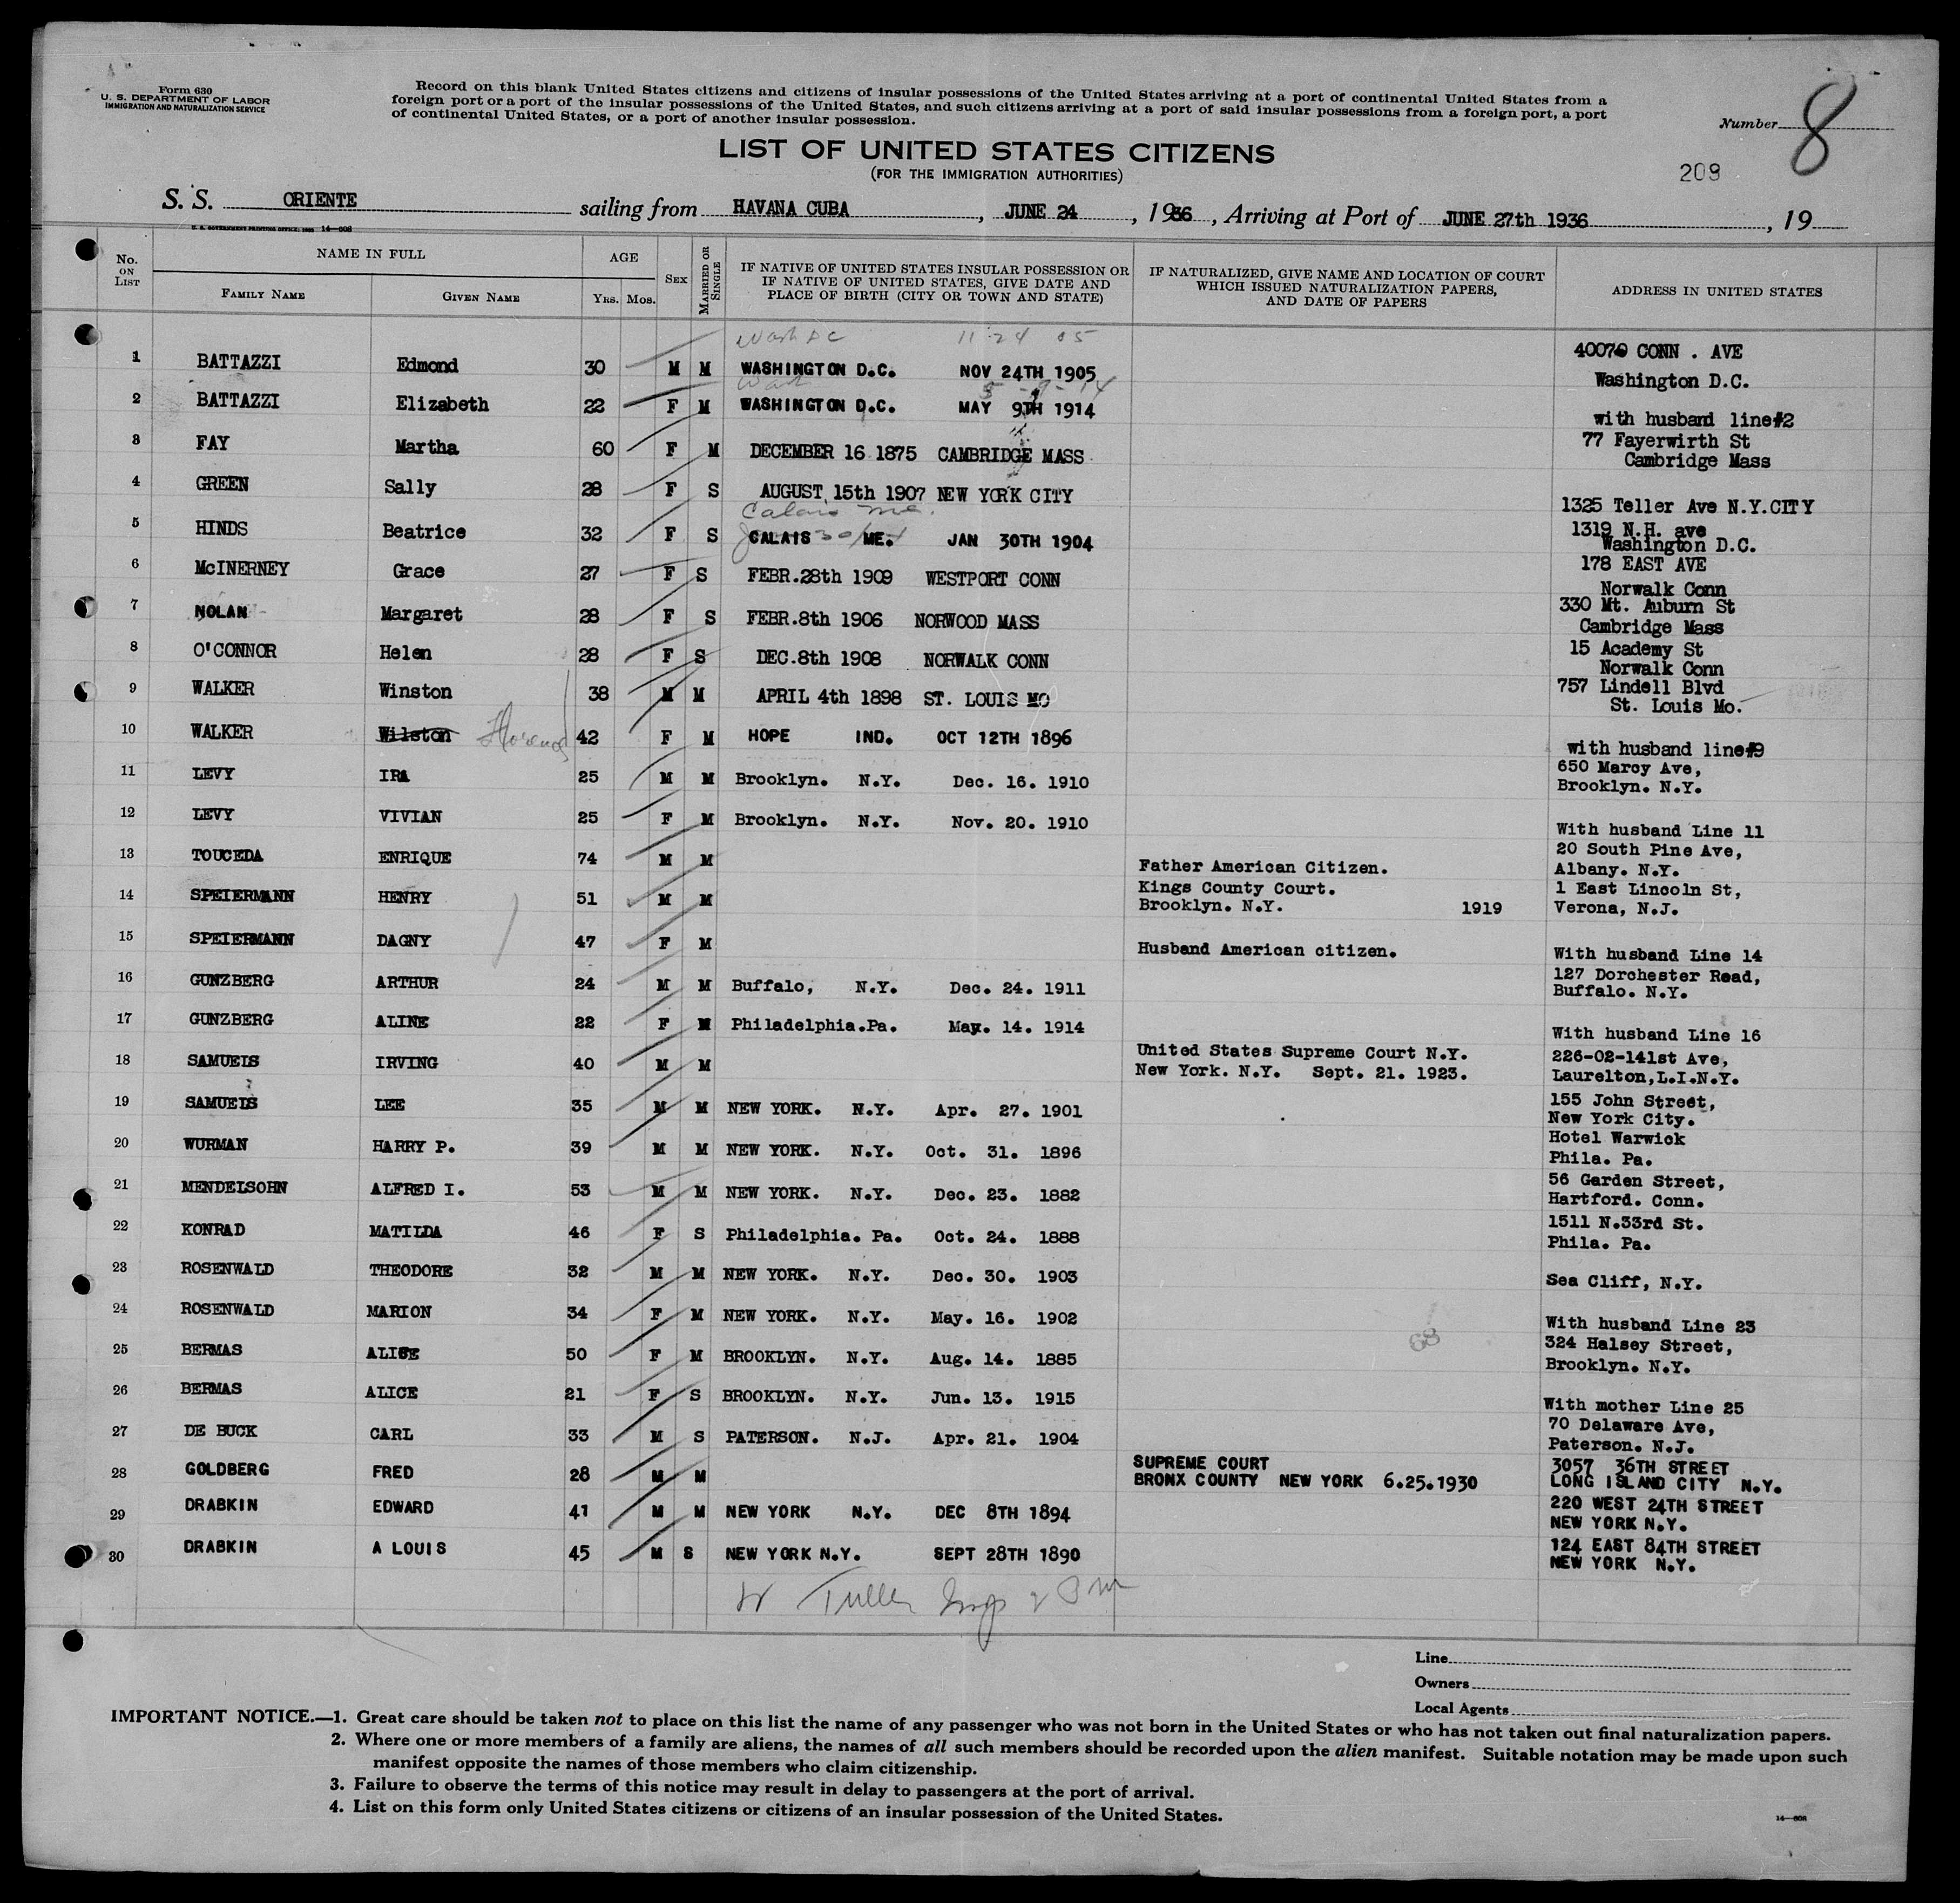 Form 630
U. S. DEPARTMENT OF LABOR
IMMIGRATION AND NATURALIZATION SERVICE
Record on this blank United States citizens and citizens of insular possessions of the United States arriving at a port of continental United States from a
foreign port or a port of the insular possessions of the United States, and such citizens arriving at a port of said insular possessions from a foreign port, a port
of continental United States, or a port of another insular possession.
Number 8
LIST OF UNITED STATES CITIZENS
(FOR THE IMMIGRATION AUTHORITIES)
209
S. S. ORIENTE sailing from HAVANA CUBA, JUNE 24, 1936, Arriving at Port of JUNE 27th 1936, 19
No. ON LIST
NAME IN FULL
FAMILY NAME
GIVEN NAME
AGE
YRS. MOS.
SEX
MARRIED OR SINGLE
IF NATIVE OF UNITED STATES INSULAR POSSESSION OR
IF NATIVE OF UNITED STATES, GIVE DATE AND
PLACE OF BIRTH (CITY OR TOWN AND STATE)
IF NATURALIZED, GIVE NAME AND LOCATION OF COURT
WHICH ISSUED NATURALIZATION PAPERS,
AND DATE OF PAPERS
ADDRESS IN UNITED STATES
Wash DC 11 24 05
1 BATTAZZI Edmond 30 M M WASHINGTON D.C. NOV 24TH 1905 CONN . AVE
Washington D.C.
Wash 5-9-14
2 BATTAZZI Elizabeth 22 F M WASHINGTON D.C. MAY 9TH 1914 with husband line#2
3 FAY Martha 60 F M DECEMBER 16 1875 CAMBRIDGE MASS 77 Fayerwirth St
Cambridge Mass
4 GREEN Sally 28 F S AUGUST 15th 1907 NEW YORK CITY 1325 Teller Ave N.Y.CITY
Calais Me.
5 HINDS Beatrice 32 F S CALAIS ME. JAN 30TH 1904 1319 N.H. ave
Washington D.C.
6 McINERNEY Grace 27 F S FEBR.28th 1909 WESTPORT CONN 178 EAST AVE
Norwalk Conn
7 NOLAN Margaret 28 F S FEBR.8th 1906 NORWOOD MASS 330 Mt. Auburn St
Cambridge Mass
8 O'CONNOR Helen 28 F S DEC.8th 1908 NORWALK CONN 15 Academy St
Norwalk Conn
9 WALKER Winston 38 M M APRIL 4th 1898 ST. LOUIS MO 757 Lindell Blvd
St. Louis Mo.
10 WALKER Wilston Florence 42 F M HOPE IND. OCT 12TH 1896 with husband line#9
11 LEVY IRA 25 M M Brooklyn. N.Y. Dec. 16. 1910 650 Marcy Ave,
Brooklyn. N.Y.
12 LEVY VIVIAN 25 F M Brooklyn. N.Y. Nov. 20. 1910 With husband Line 11
13 TOUCEDA ENRIQUE 74 M M Father American Citizen. 20 South Pine Ave,
Albany. N.Y.
14 SPEIERMANN HENRY 51 M M Kings County Court. 1 East Lincoln St,
Brooklyn. N.Y. 1919 Verona, N.J.
15 SPEIERMANN DAGNY 47 F M Husband American citizen. With husband Line 14
16 GUNZBERG ARTHUR 24 M M Buffalo, N.Y. Dec. 24. 1911 127 Dorchester Road,
Buffalo. N.Y.
17 GUNZBERG ALINE 22 F M Philadelphia.Pa. May. 14. 1914 With husband Line 16
18 SAMUELS IRVING 40 M M United States Supreme Court N.Y. 226-02-141st Ave,
New York. N.Y. Sept. 21. 1923. Laurelton,L.I.N.Y.
19 SAMUELS LEE 35 M M NEW YORK. N.Y. Apr. 27. 1901 155 John Street,
New York City.
20 WURMAN HARRY P. 39 M M NEW YORK. N.Y. Oct. 31. 1896 Hotel Warwick
Phila. Pa.
21 MENDELSOHN ALFRED I. 53 M M NEW YORK. N.Y. Dec. 23. 1882 56 Garden Street,
Hartford. Conn.
22 KONRAD MATILDA 46 F S Philadelphia. Pa. Oct. 24. 1888 1511 N.33rd St.
Phila. Pa.
23 ROSENWALD THEODORE 32 M M NEW YORK. N.Y. Dec. 30. 1903 Sea Cliff, N.Y.
24 ROSENWALD MARION 34 F M NEW YORK. N.Y. May. 16. 1902 With husband Line 23
68
25 BERMAS ALICE 50 F M BROOKLYN. N.Y. Aug. 14. 1885 324 Halsey Street,
Brooklyn. N.Y.
26 BERMAS ALICE 21 F S BROOKLYN. N.Y. Jun. 13. 1915 With mother Line 25
27 DE BUCK CARL 33 M S PATERSON. N.J. Apr. 21. 1904 70 Delaware Ave,
Paterson. N.J.
28 GOLDBERG FRED 28 M M SUPREME COURT 3057 36TH STREET
BRONX COUNTY NEW YORK 6.25.1930 LONG ISLAND CITY N.Y.
29 DRABKIN EDWARD 41 M M NEW YORK N.Y. DEC 8TH 1894 220 WEST 24TH STREET
NEW YORK N.Y.
30 DRABKIN A LOUIS 45 M S NEW YORK N.Y. SEPT 28TH 1890 124 EAST 84TH STREET
NEW YORK N.Y.
Line
Owners
Local Agents
IMPORTANT NOTICE.—1. Great care should be taken not to place on this list the name of any passenger who was not born in the United States or who has not taken out final naturalization papers.
2. Where one or more members of a family are aliens, the names of all such members should be recorded upon the alien manifest. Suitable notation may be made upon such
manifest opposite the names of those members who claim citizenship.
3. Failure to observe the terms of this notice may result in delay to passengers at the port of arrival.
4. List on this form only United States citizens or citizens of an insular possession of the United States.